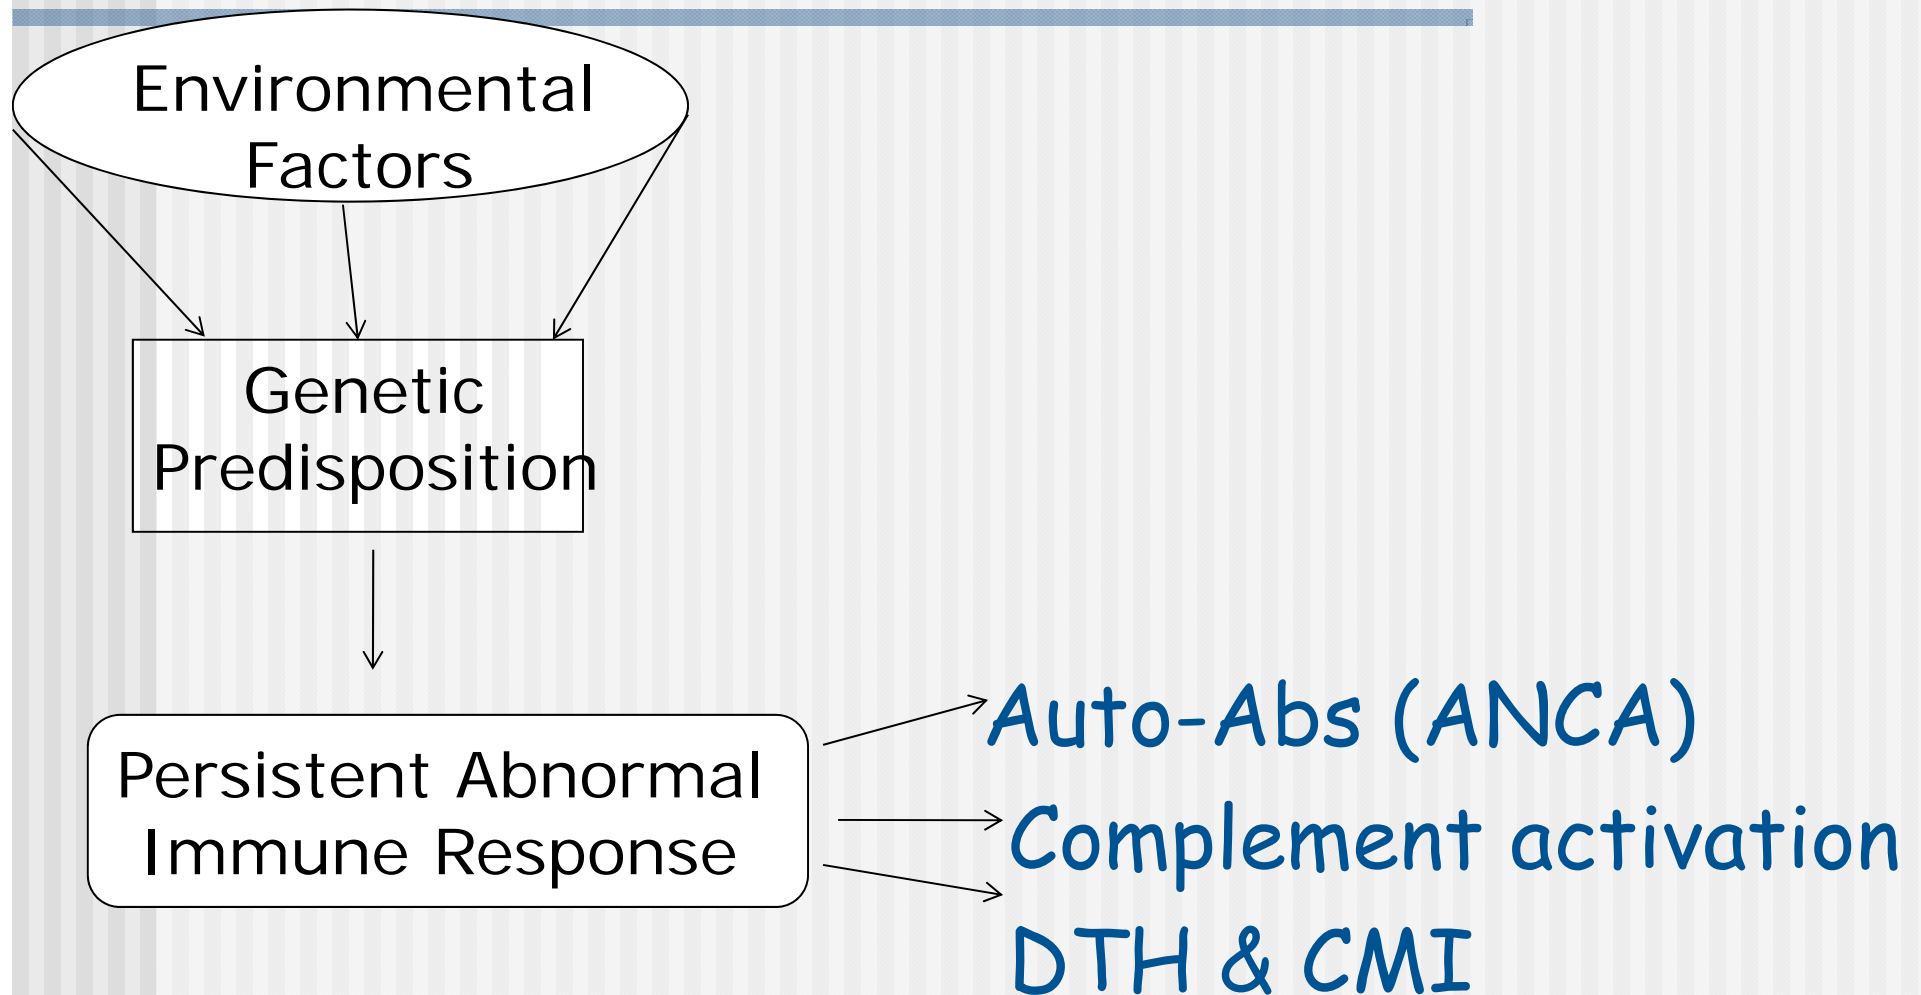 Environmental
Factors
Genetic
Predisposition
Persistent Abnormal
Immune Response
Auto-Abs (ANCA)
Complement activation
DTH & CMI